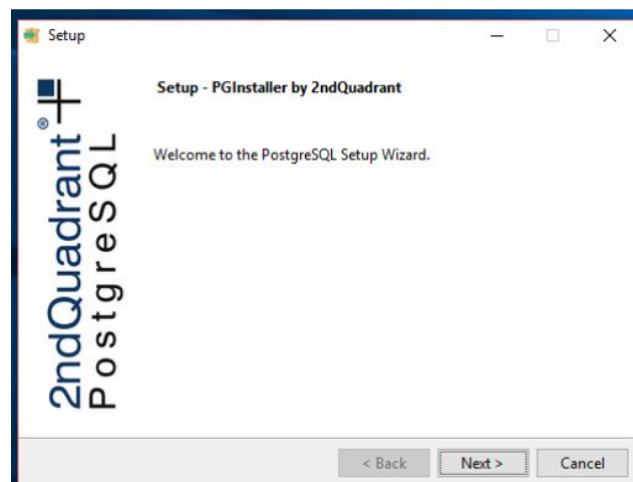 Setup
Setup - PGInstaller by 2ndQuadrant
Welcome to the PostgreSQL Setup Wizard.
2ndQuadrant®
PostgreSQL
< Back
Next >
Cancel